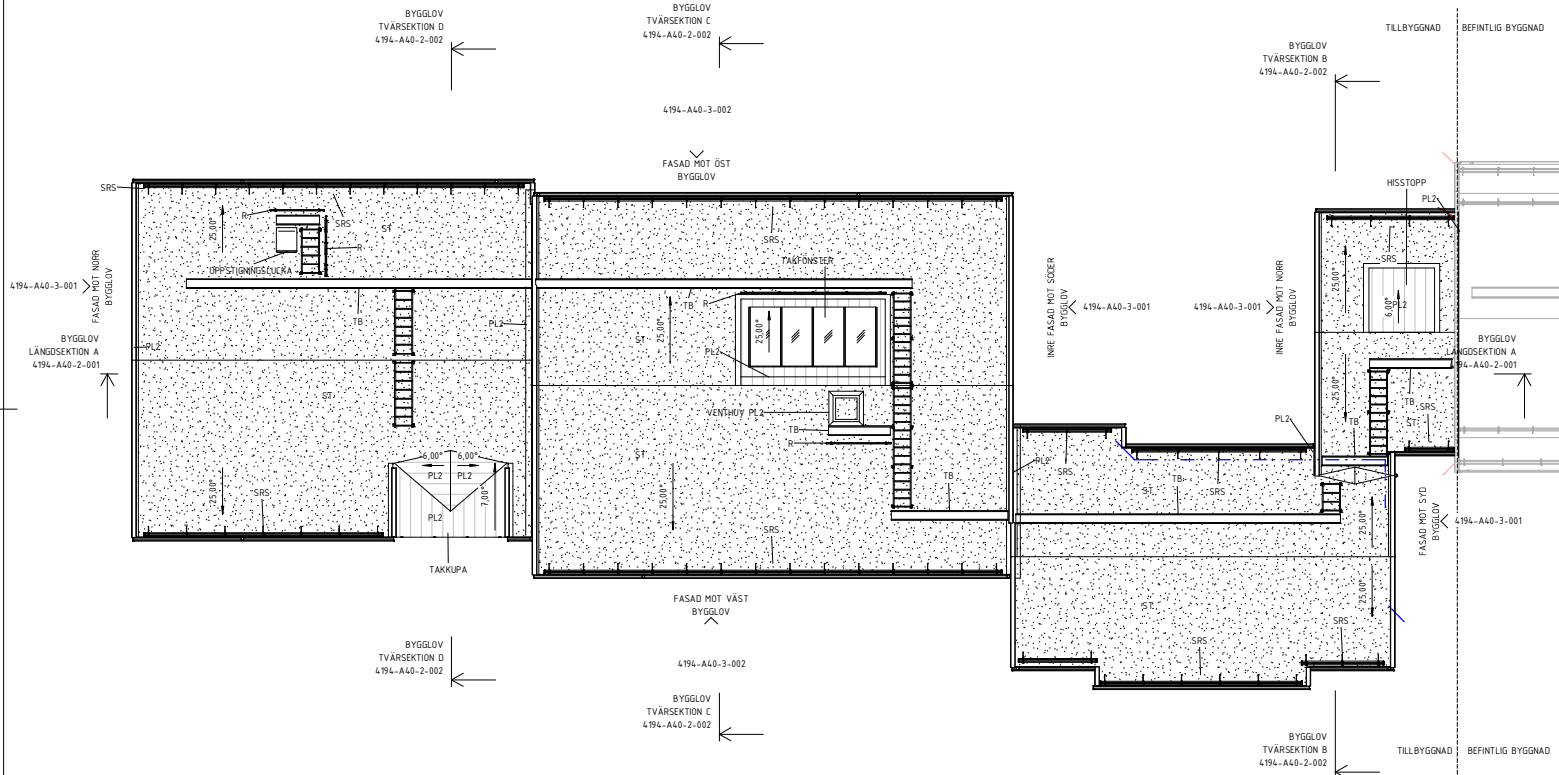 BYGGLOV
TVÄRSEKTION D
4194-A40-2-002
BYGGLOV
TVÄRSEKTION C
4194-A40-2-002
TILLBYGGNAD
BEFINTLIG BYGGNAD
BYGGLOV
TVÄRSEKTION B
4194-A40-2-002
4194-A40-3-002
FASAD MOT ÖST
BYGGLOV
SRS
HISSTOPP
PL2
R
SRS
ST
25,00°
R
UPPSTIGNINGSLUCKA
SRS
TAKFÖNSTER
SRS
25,00°
6,00°
PL2
4194-A40-3-001
FASAD MOT NORR
BYGGLOV
TB
PL2
TB
R
25,00°
25,00°
ST
PL2
INRE FASAD MOT SÖDER
BYGGLOV
4194-A40-3-001
4194-A40-3-001
INRE FASAD MOT NORR
BYGGLOV
BYGGLOV
LÄNGDSEKTION A
4194-A40-2-001
PL2
BYGGLOV
LÄNGDSEKTION A
4194-A40-2-001
ST
VENTHUV PL2
TB
R
25,00°
TB
SRS
ST
TB
PL2
6,00°
6,00°
PL2
PL2
PL2
7,00°
25,00°
SRS
ST
25,00°
TB
SRS
PL2
SRS
ST
TB
SRS
25,00°
FASAD MOT SYD
BYGGLOV
4194-A40-3-001
TAKKUPA
FASAD MOT VÄST
BYGGLOV
ST
25,00°
SRS
SRS
BYGGLOV
TVÄRSEKTION D
4194-A40-2-002
4194-A40-3-002
BYGGLOV
TVÄRSEKTION C
4194-A40-2-002
BYGGLOV
TVÄRSEKTION B
4194-A40-2-002
TILLBYGGNAD
BEFINTLIG BYGGNAD